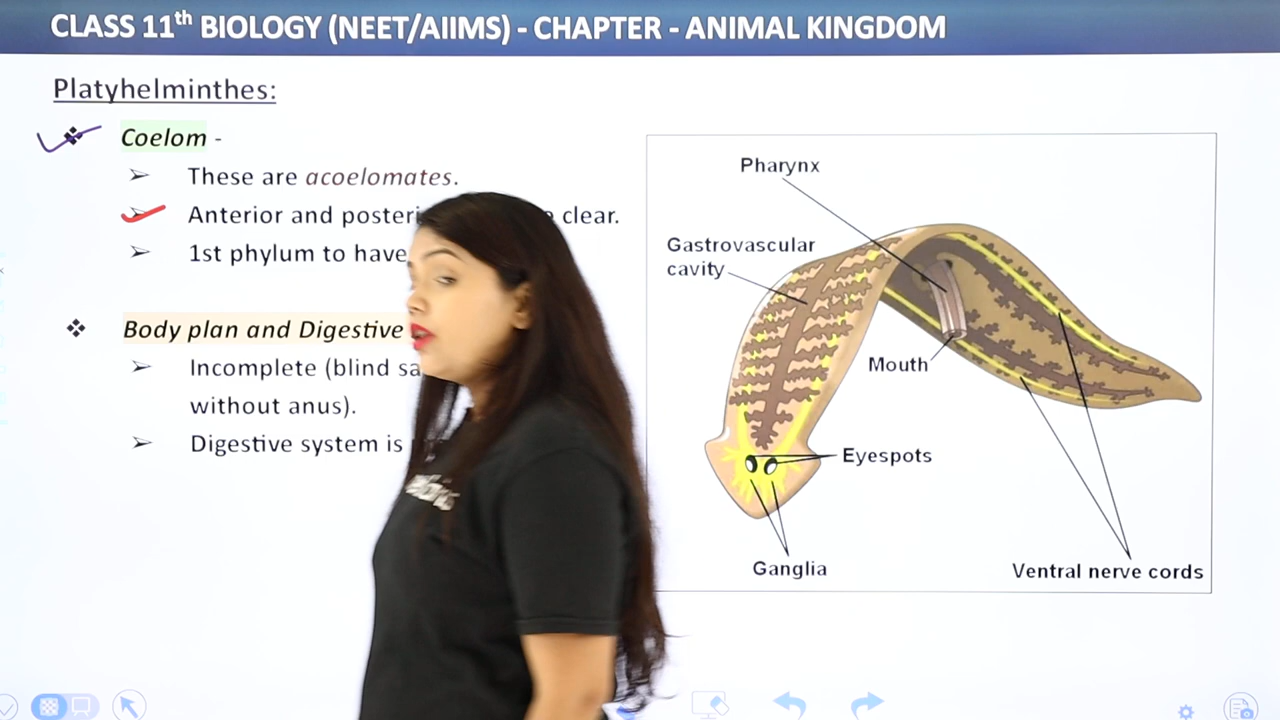 CLASS 11th BIOLOGY (NEET/AIIMS) - CHAPTER - ANIMAL KINGDOM
Platyhelminthes:
Coelom -
These are acoelomates.
Anterior and clear.
1st phylum to have
Body plan and Digestive
Incomplete (blind
without anus).
Digestive system is
Pharynx
Gastrovascular
cavity
Mouth
Eyespots
Ganglia
Ventral nerve cords